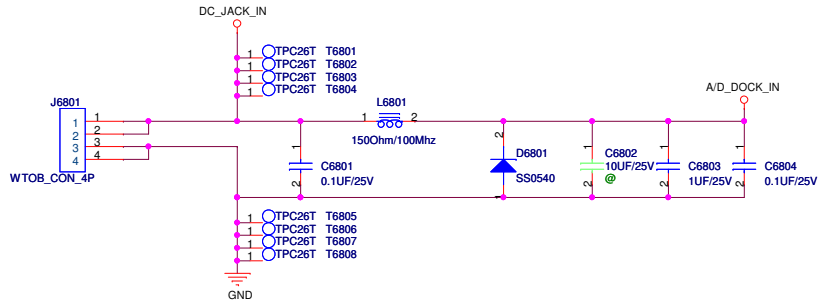 DC_JACK_IN
1 TPC26T T6801
1 TPC26T T6802
1 TPC26T T6803
1 TPC26T T6804
J6801
1 1
2 2
3 3
4 4
WTOB_CON_4P
L6801
1 2
150Ohm/100Mhz
A/D_DOCK_IN
1
C6801
0.1UF/25V
2
2
D6801
SS0540
1
1
C6802
10UF/25V
@
2
1
C6803
1UF/25V
2
1
C6804
0.1UF/25V
2
1 TPC26T T6805
1 TPC26T T6806
1 TPC26T T6807
1 TPC26T T6808
GND